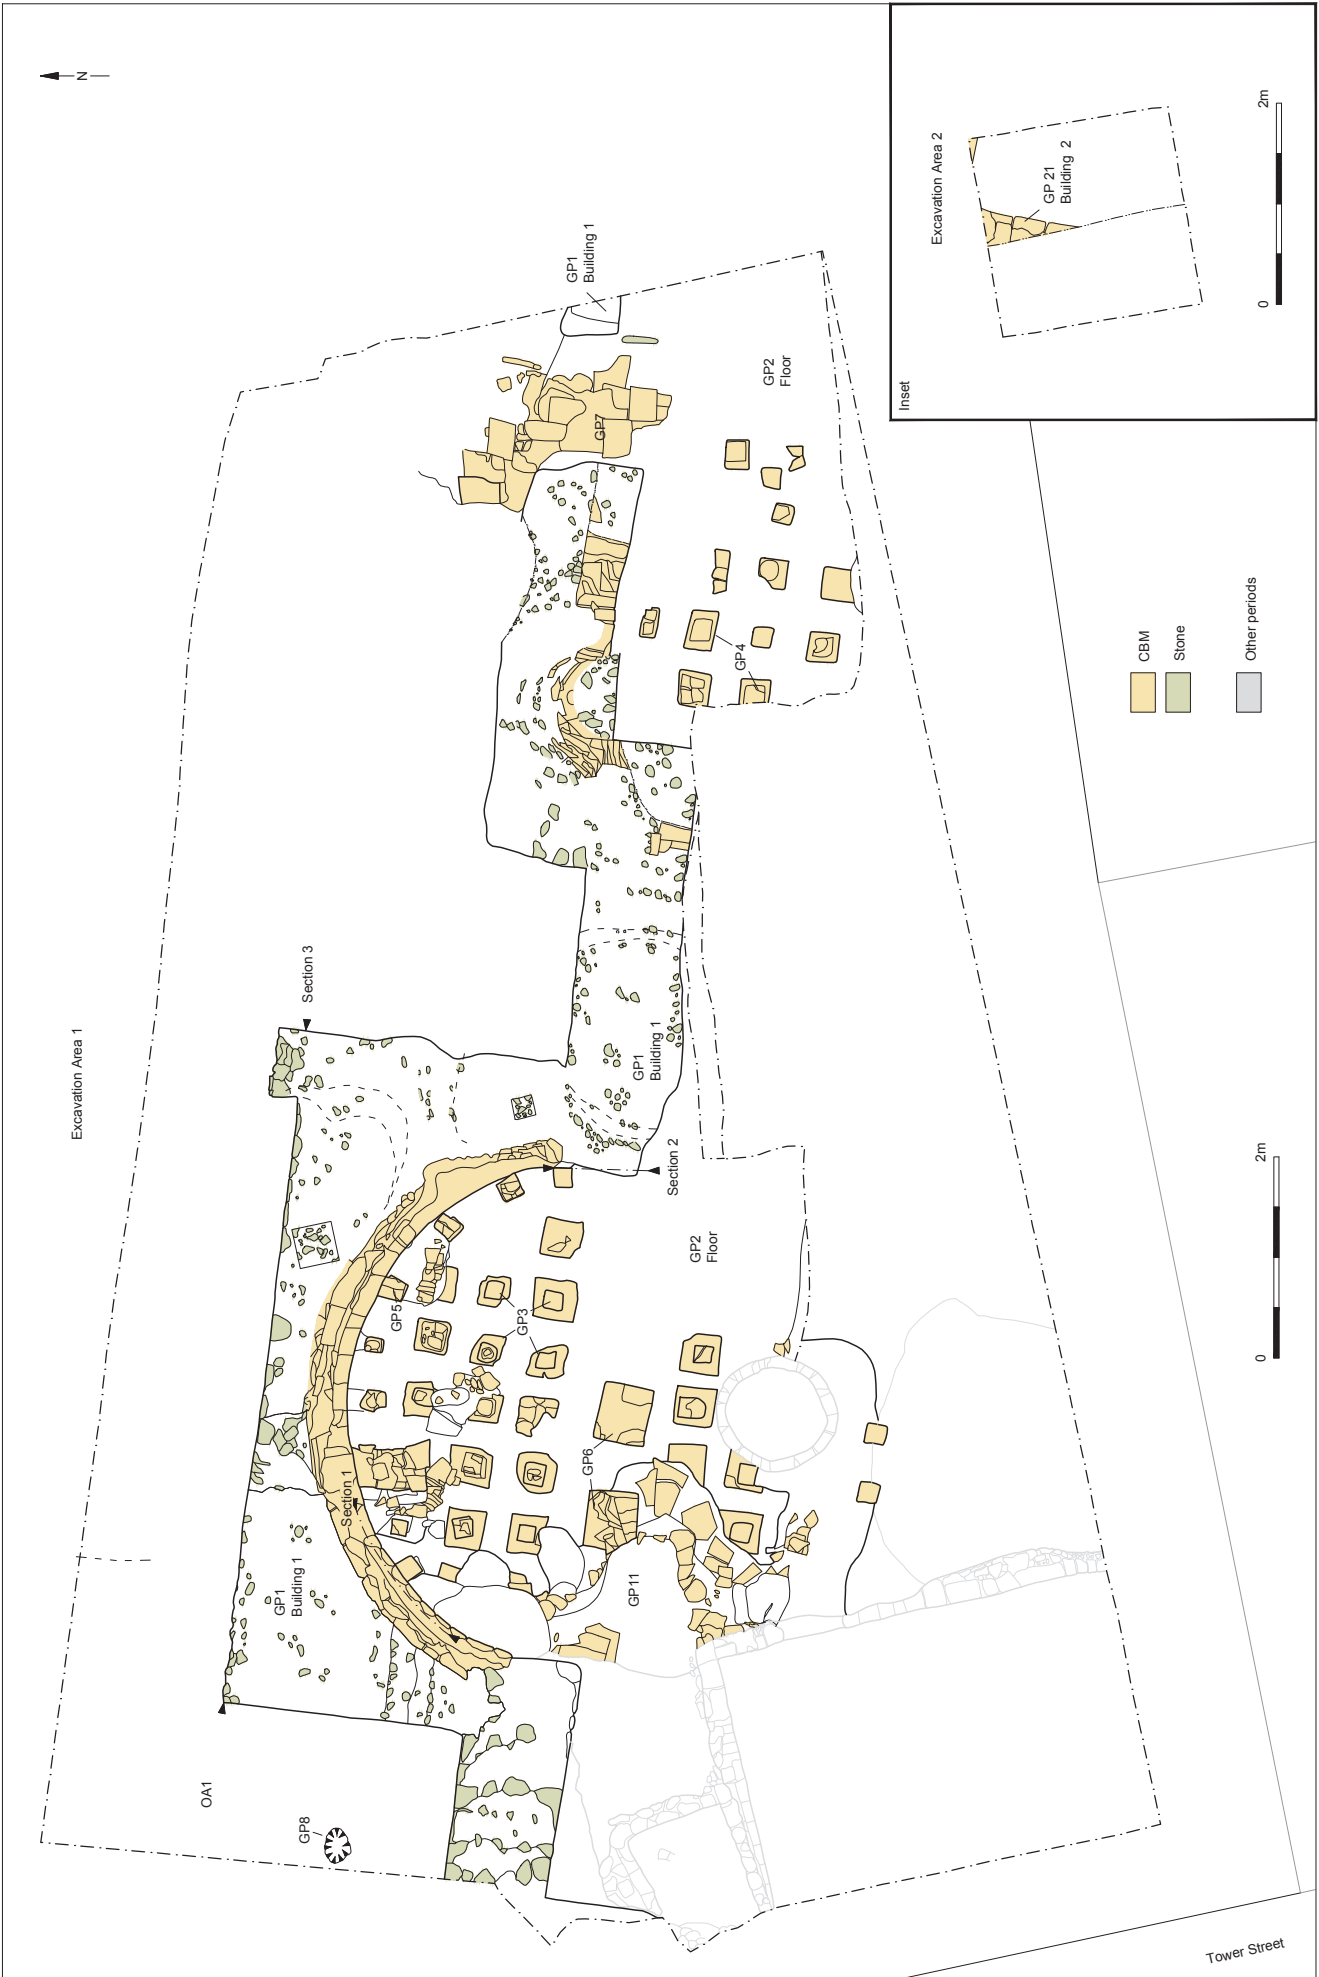 N
Excavation Area 1
Section 3
GP1
Building 1
GP7
GP2
Floor
GP4
GP1
Building 1
Section 2
GP2
Floor
GP3
GP5
GP6
GP11
Section 1
GP1
Building 1
OA1
GP8
0
2m
CBM
Stone
Other periods
Inset
Excavation Area 2
GP 21
Building 2
0
2m
Tower Street